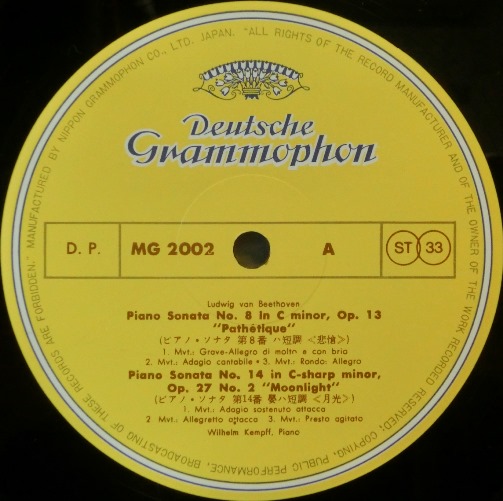 MANUFACTURED BY NIPPON GRAMMOPHON CO., LTD. JAPAN. "ALL RIGHTS OF THE RECORD MANUFACTURER AND OF THE OWNER OF THE WORK RECORDED RESERVED; COPYING, PUBLIC PERFORMANCE, BROADCASTING OF THESE RECORDS ARE FORBIDDEN."
Deutsche
Grammophon
D. P. MG 2002 A ST 33
Ludwig van Beethoven
Piano Sonata No. 8 In C minor, Op. 13
"Pathétique"
(ピアノ・ソナタ 第8番 ハ短調 <悲愴>)
1. Mvt.: Grave-Allegro di molto e con brio
2. Mvt.: Adagio cantabile • 3. Mvt.: Rondo: Allegro
Piano Sonata No. 14 in C-sharp minor,
Op. 27 No. 2 "Moonlight"
(ピアノ・ソナタ 第14番 嬰ハ短調 <月光>)
1. Mvt.: Adagio sostenuto attacca
2 Mvt.: Allegretto attacca 3. Mvt.: Presto agitato
Wilhelm Kempff, Piano